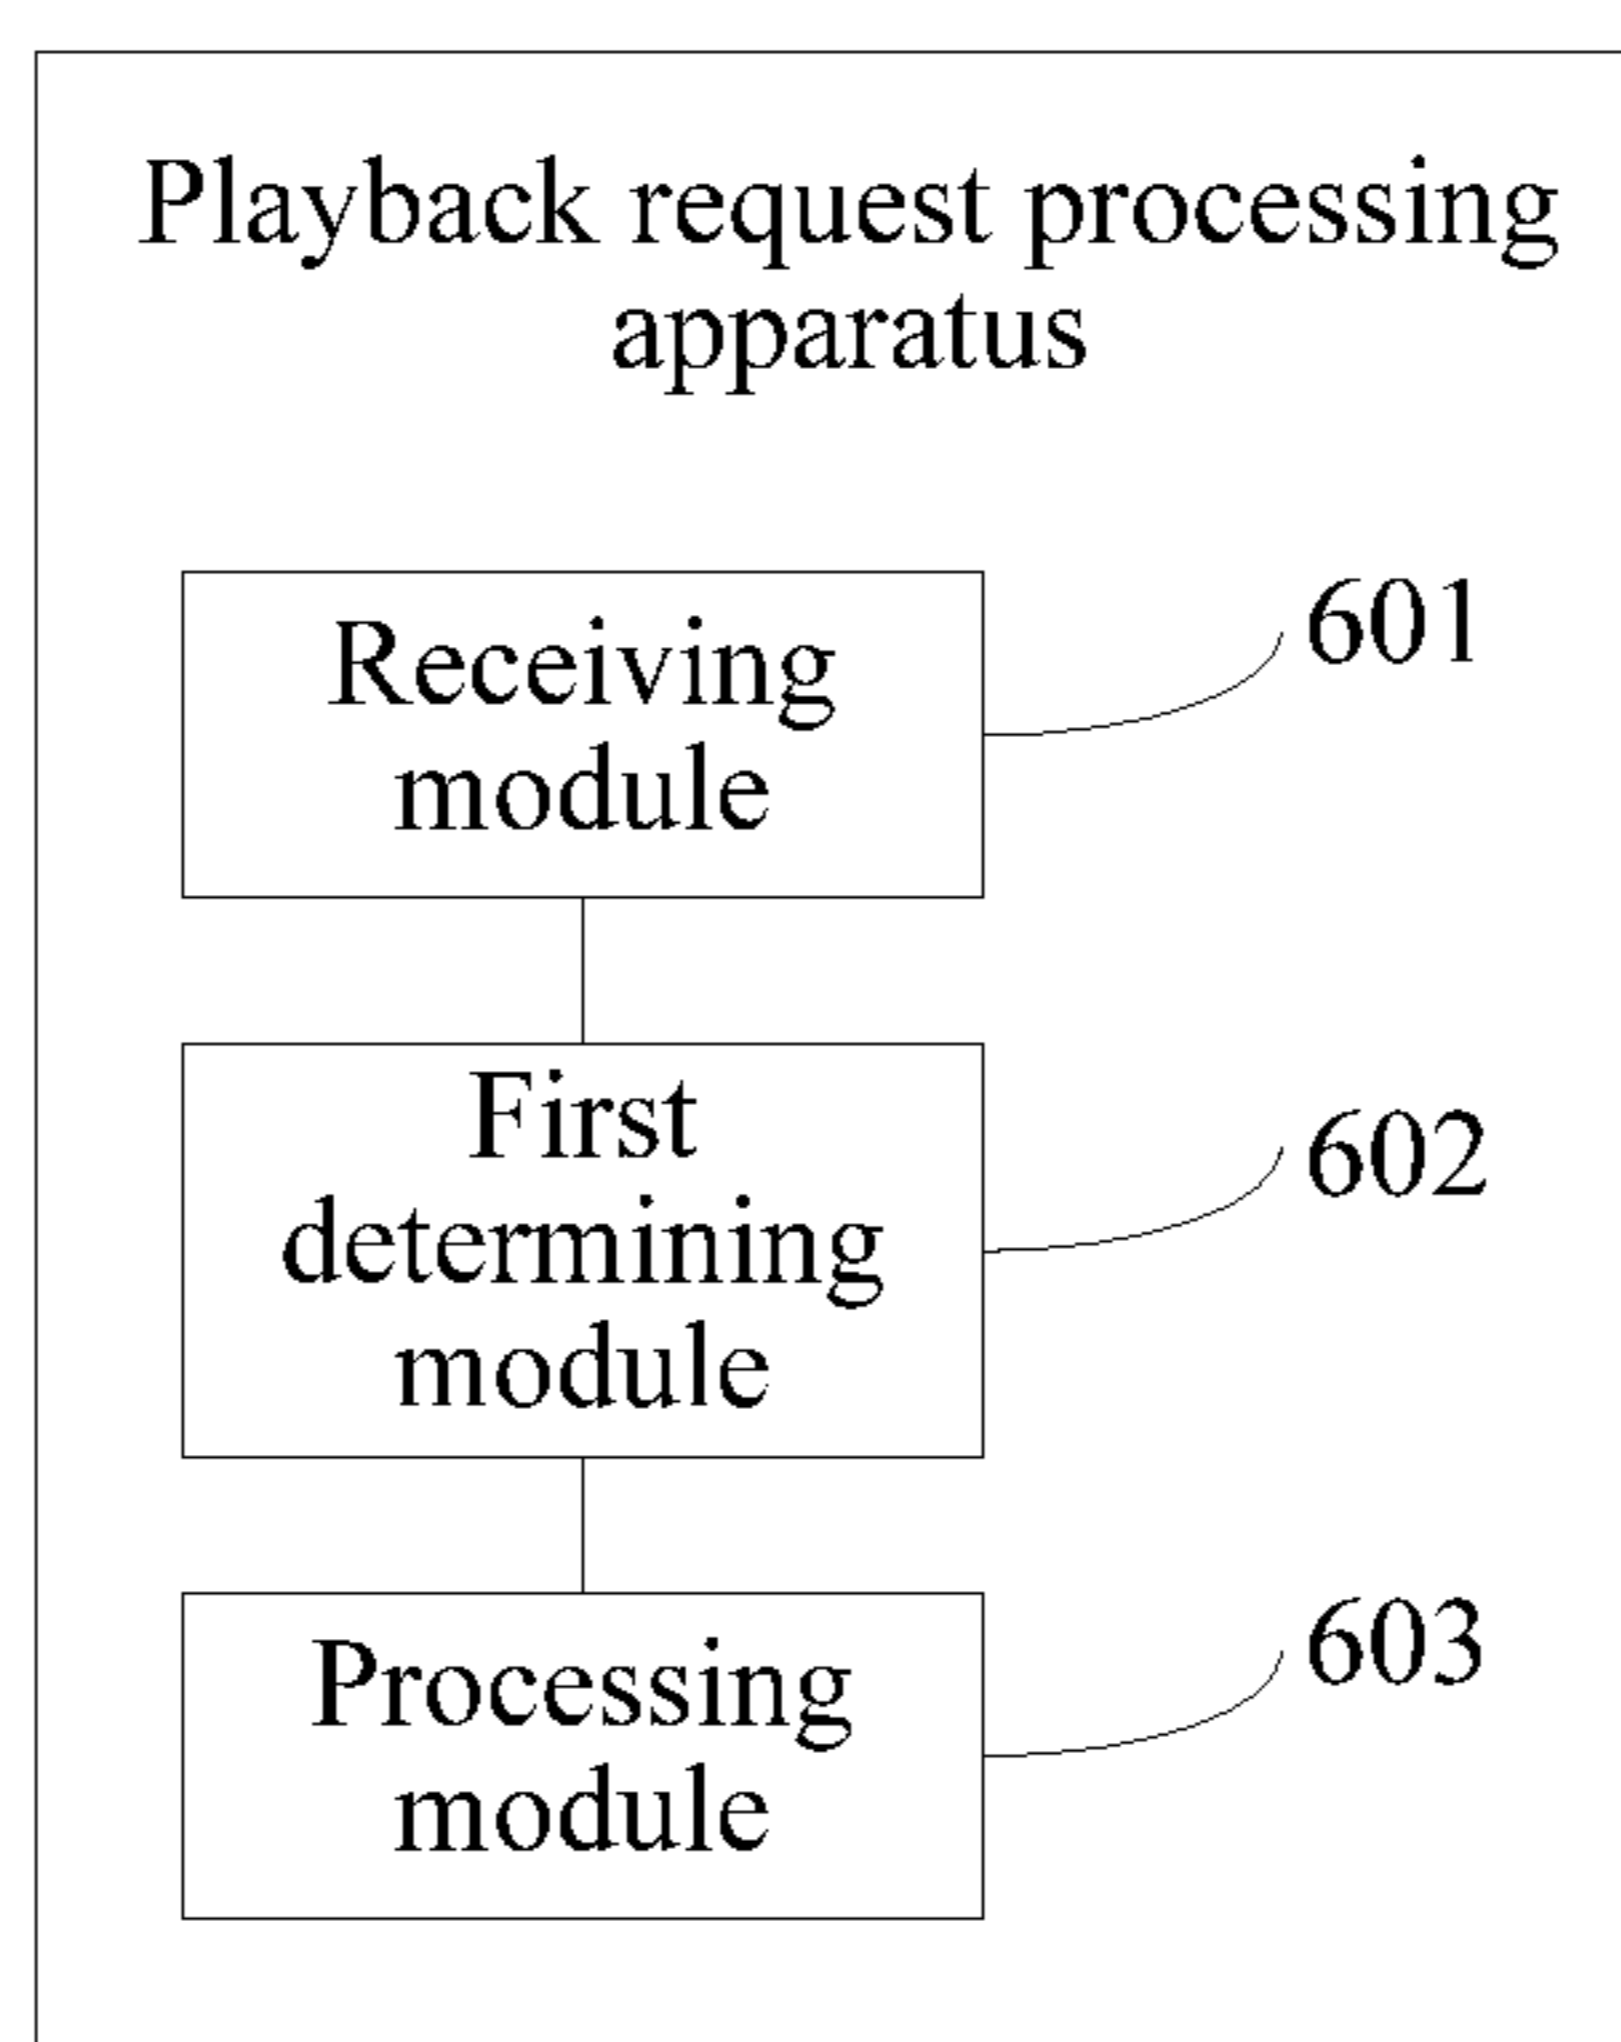 Playback request processing
apparatus
Receiving
module
601
First
determining
module
602
Processing
module
603